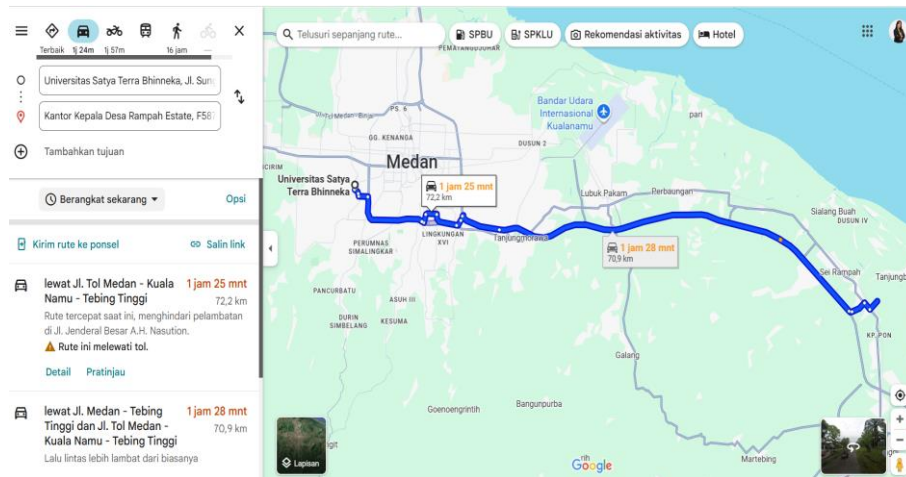 Terbaik 1j 24m 1j 57m 16 jam
Universitas Satya Terra Bhinneka, Jl. Sun
Kantor Kepala Desa Rampah Estate, F58
Tambahkan tujuan
Berangkat sekarang
Opsi
Kirim rute ke ponsel
Salin link
lewat Jl. Tol Medan - Kuala
Namu - Tebing Tinggi
1 jam 25 mnt
72,2 km
Rute tercepat saat ini, menghindari pelambatan
di Jl. Jenderal Besar A.H. Nasution.
Rute ini melewati tol.
Detail Pratinjau
lewat Jl. Medan - Tebing
Tinggi dan Jl. Tol Medan -
Kuala Namu - Tebing Tinggi
1 jam 28 mnt
70,9 km
Lalu lintas lebih lambat dari biasanya
Telusuri sepanjang rute...
SPBU
SPKLU
Rekomendasi aktivitas
Hotel
PS. 6
GG. KENANGA
Medan
Universitas Satya
Terra Bhinneka
Bandar Udara
Internasional
Kualanamu
pari
DUSUN 2
1 jam 25 mnt
72,2 km
Lubuk Pakam
Perbaungan
Sialang Buah
DUSUN IV
LINGKUNGAN
XVI
Tanjungmorawa
1 jam 28 mnt
70,9 km
PERUMNAS
SIMALINGKAR
Sei Rampah
Tanjungb
PANCURBATU
ASUH III
DURIN
SIMBELANG
KESUMA
KP. PON
Galang
Goenoengrintih
Bangunpurba
Martebing
Lapisan
Google